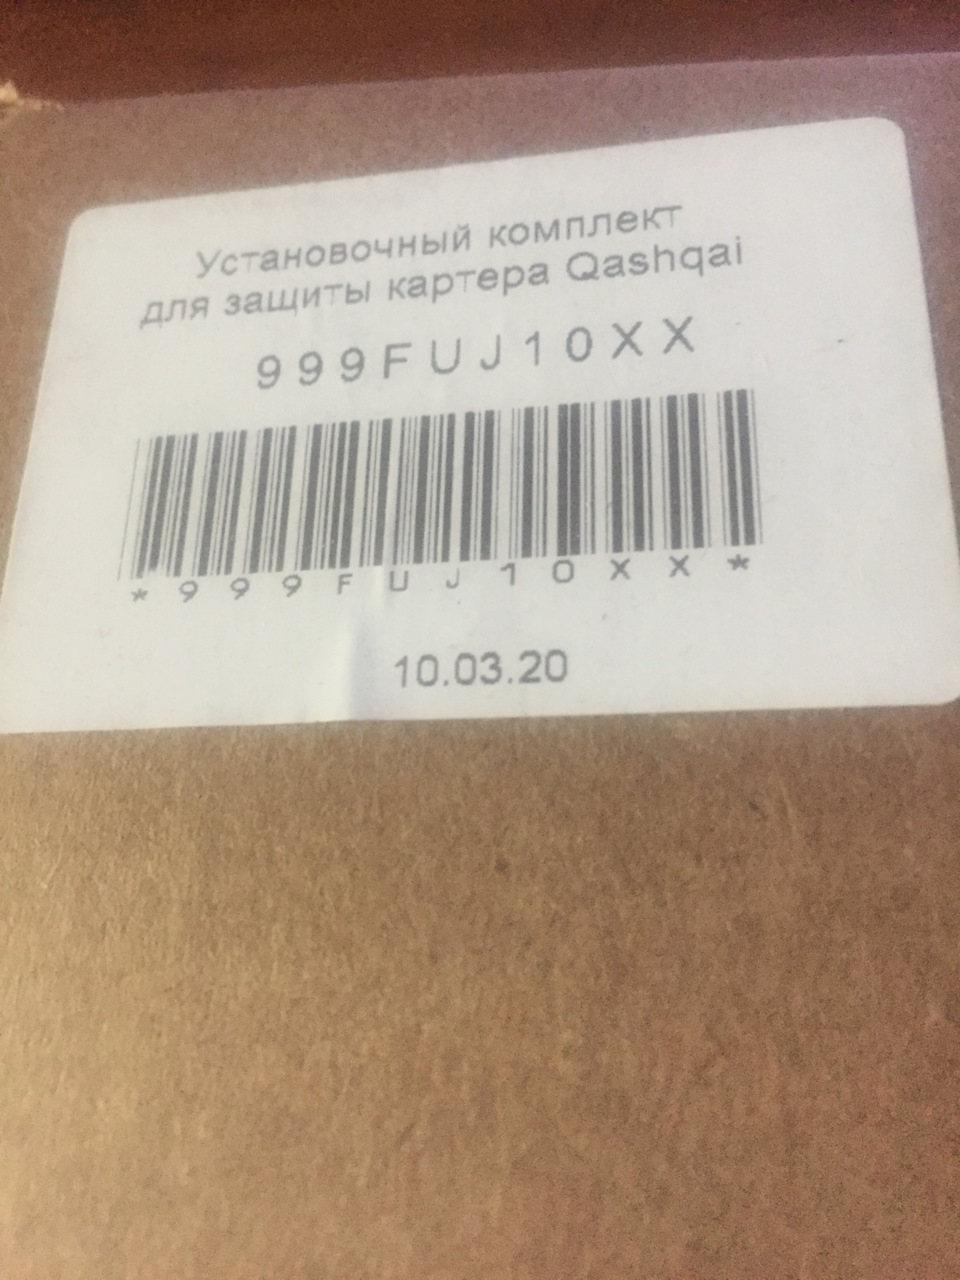 Установочный комплект
для защиты картера Qashqai
999FUJ10XX
*999FUJ10XX*
10.03.20